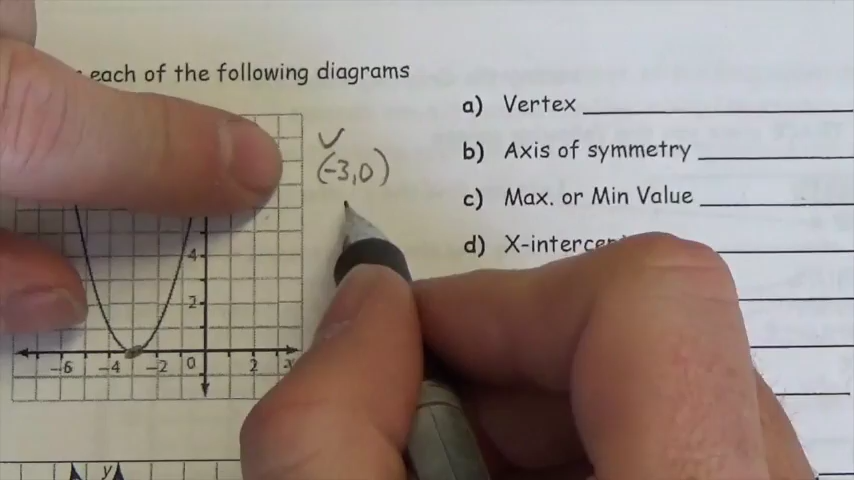 each of the following diagrams
a) Vertex
V
(-3,0)
b) Axis of symmetry
c) Max. or Min Value
4
d)
2
-6 -4 -2 0 2
y